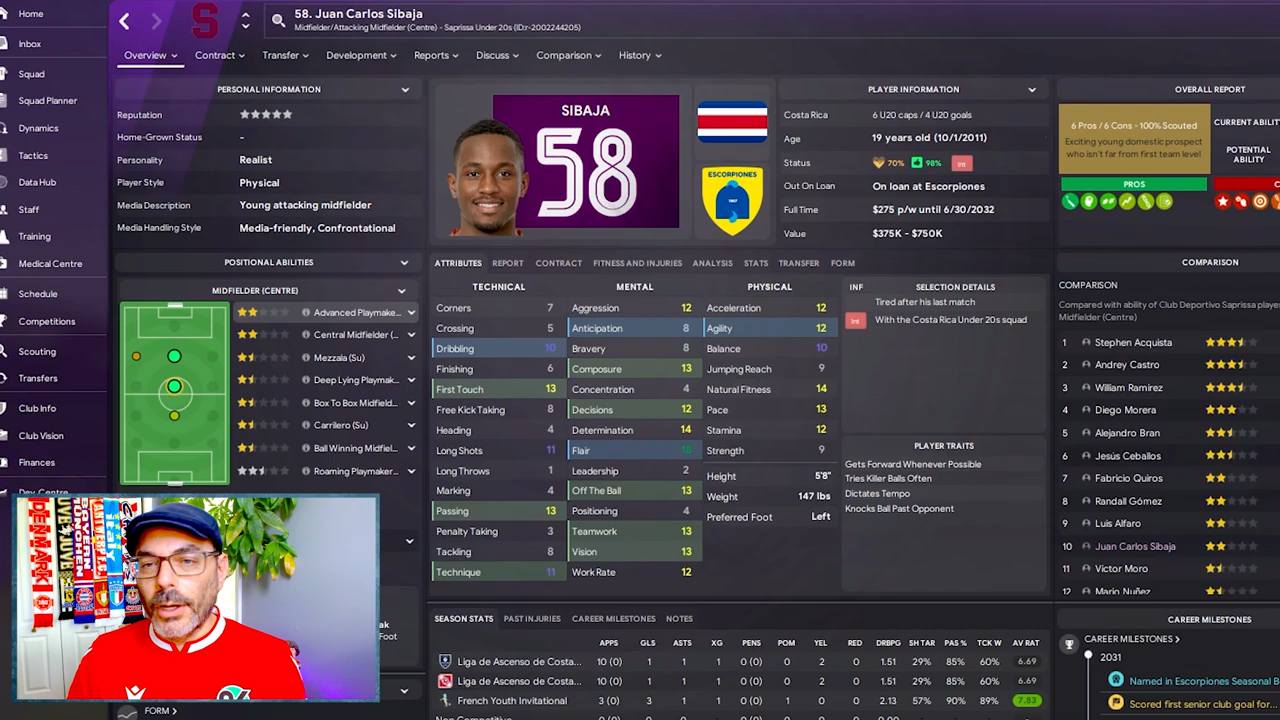 Home
Inbox
Squad
Squad Planner
Dynamics
Tactics
Data Hub
Staff
Training
Medical Centre
Schedule
Competitions
Scouting
Transfers
Club Info
Club Vision
Finances
Dev Centre
58. Juan Carlos Sibaja
Midfielder/Attacking Midfielder (Centre) - Saprissa Under 20s (ID:r-2002244205)
Overview
Contract
Transfer
Development
Reports
Discuss
Comparison
History
PERSONAL INFORMATION
Reputation
Home-Grown Status -
Personality Realist
Player Style Physical
Media Description Young attacking midfielder
Media Handling Style Media-friendly, Confrontational
POSITIONAL ABILITIES
MIDFIELDER (CENTRE)
Advanced Playmake...
Central Midfielder (...
Mezzala (Su)
Deep Lying Playmak...
Box To Box Midfield...
Carrilero (Su)
Ball Winning Midfiel...
Roaming Playmaker...
SIBAJA
58
ESCORPIONES
PLAYER INFORMATION
Costa Rica 6 U20 caps / 4 U20 goals
Age 19 years old (10/1/2011)
Status 70% 98% Int
Out On Loan On loan at Escorpiones
Full Time $275 p/w until 6/30/2032
Value $375K - $750K
OVERALL REPORT
6 Pros / 6 Cons - 100% Scouted
Exciting young domestic prospect
who isn't far from first team level
CURRENT ABILITY
POTENTIAL
ABILITY
PROS
ATTRIBUTES REPORT CONTRACT FITNESS AND INJURIES ANALYSIS STATS TRANSFER FORM
TECHNICAL
Corners 7
Crossing 5
Dribbling 10
Finishing 6
First Touch 13
Free Kick Taking 8
Heading 4
Long Shots 11
Long Throws 1
Marking 4
Passing 13
Penalty Taking 3
Tackling 8
Technique 11
MENTAL
Aggression 12
Anticipation 8
Bravery 8
Composure 13
Concentration 4
Decisions 12
Determination 14
Flair
Leadership 2
Off The Ball 13
Positioning 4
Teamwork 13
Vision 13
Work Rate 12
PHYSICAL
Acceleration 12
Agility 12
Balance 10
Jumping Reach 9
Natural Fitness 14
Pace 13
Stamina 12
Strength 9
Height 5'8"
Weight 147 lbs
Preferred Foot Left
INF SELECTION DETAILS
Tired after his last match
Int With the Costa Rica Under 20s squad
PLAYER TRAITS
Gets Forward Whenever Possible
Tries Killer Balls Often
Dictates Tempo
Knocks Ball Past Opponent
COMPARISON
COMPARISON
Compared with ability of Club Deportivo Saprissa player
Midfielder (Centre)
1 Stephen Acquista
2 Andrey Castro
3 William Ramirez
4 Diego Morera
5 Alejandro Bran
6 Jesús Ceballos
7 Fabricio Quiros
8 Randall Gómez
9 Luis Alfaro
10 Juan Carlos Sibaja
11 Victor Moro
12 Mario Nuñez
SEASON STATS PAST INJURIES CAREER MILESTONES NOTES
APPS GLS ASTS XG PENS POM YEL RED DRBPG SH TAR PAS % TCK W AV RAT
Liga de Ascenso de Costa... 10 (0) 1 1 1 0 (0) 0 2 0 1.51 29% 85% 60% 6.69
Liga de Ascenso de Costa... 10 (0) 1 1 1 0 (0) 0 2 0 1.51 29% 85% 60% 6.69
French Youth Invitational 3 (0) 3 1 1 0 (0) 0 0 0 2.13 57% 90% 89% 7.83
CAREER MILESTONES
CAREER MILESTONES
2031
Named in Escorpiones Seasonal B
Scored first senior club goal for...
Foot
FORM
DENMARK
JUVE
BAYERN
MUNCHEN
Italy
96